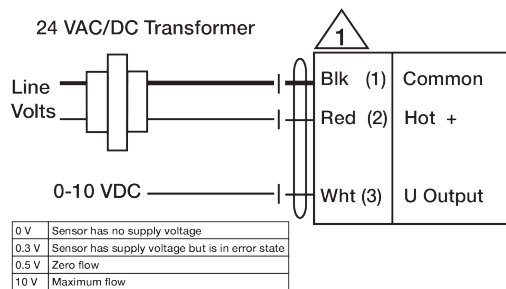 24 VAC/DC Transformer
1
Line
Volts
Blk (1) Common
Red (2) Hot +
0-10 VDC
Wht (3) U Output
0 V Sensor has no supply voltage
0.3 V Sensor has supply voltage but is in error state
0.5 V Zero flow
10 V Maximum flow